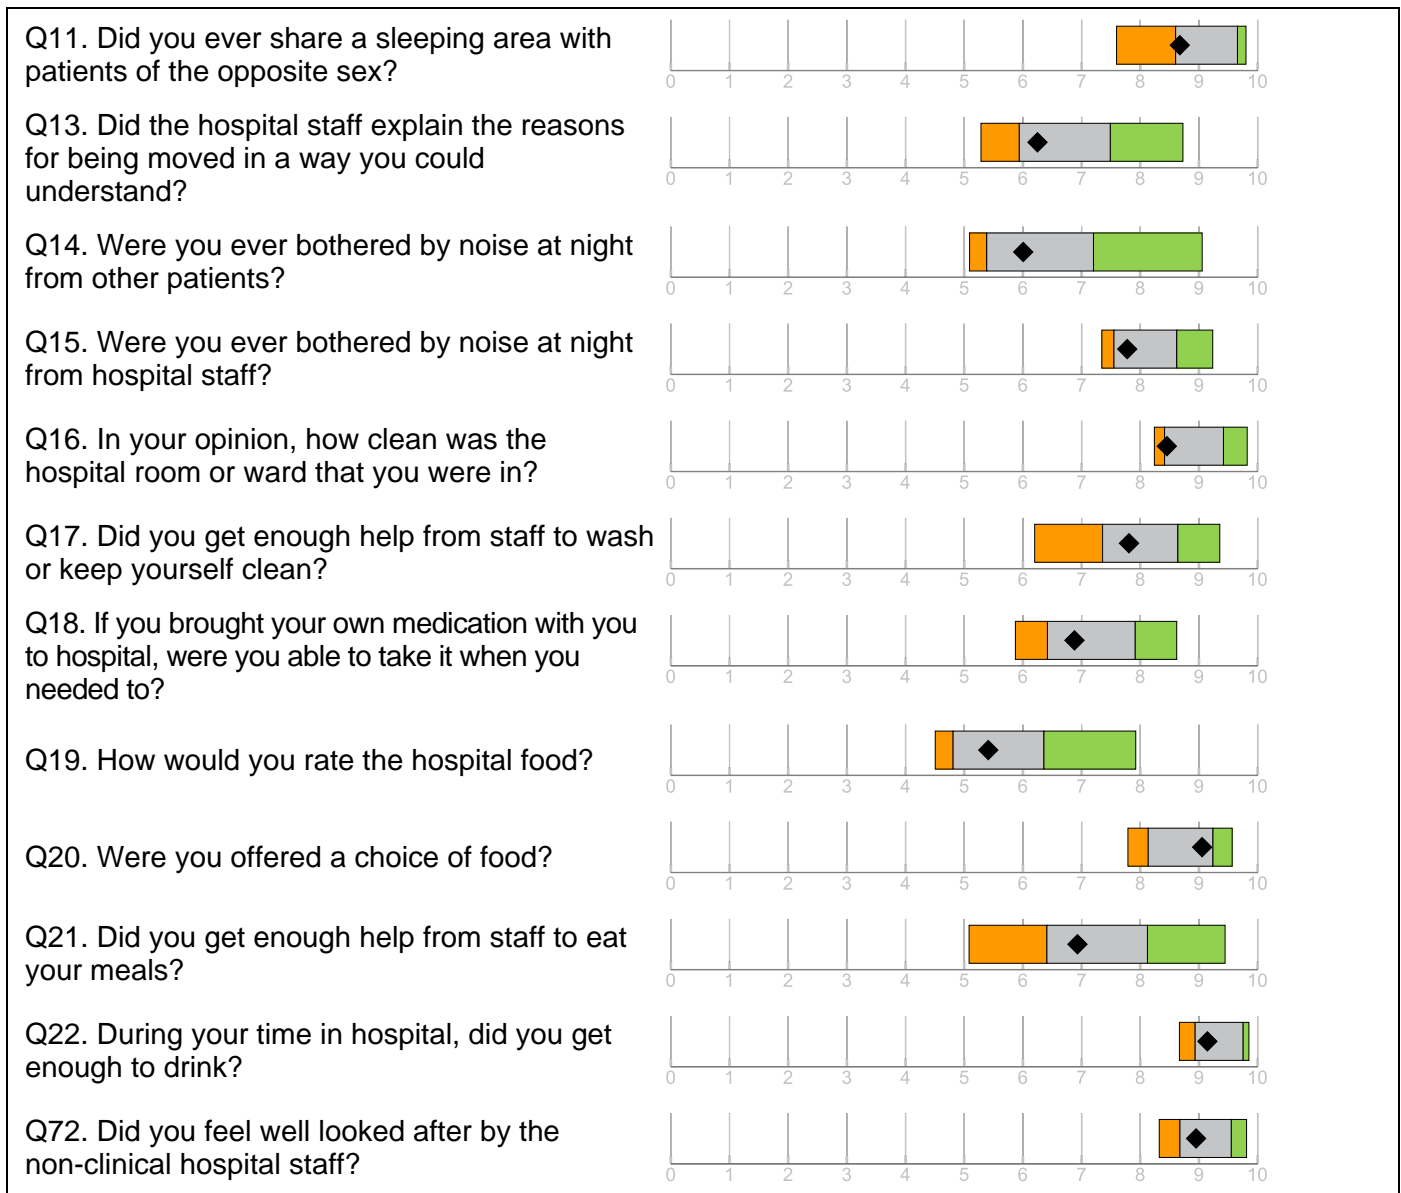 Q11. Did you ever share a sleeping area with
patients of the opposite sex?
0 1 2 3 4 5 6 7 8 9 10
Q13. Did the hospital staff explain the reasons
for being moved in a way you could
understand?
0 1 2 3 4 5 6 7 8 9 10
Q14. Were you ever bothered by noise at night
from other patients?
0 1 2 3 4 5 6 7 8 9 10
Q15. Were you ever bothered by noise at night
from hospital staff?
0 1 2 3 4 5 6 7 8 9 10
Q16. In your opinion, how clean was the
hospital room or ward that you were in?
0 1 2 3 4 5 6 7 8 9 10
Q17. Did you get enough help from staff to wash
or keep yourself clean?
0 1 2 3 4 5 6 7 8 9 10
Q18. If you brought your own medication with you
to hospital, were you able to take it when you
needed to?
0 1 2 3 4 5 6 7 8 9 10
Q19. How would you rate the hospital food?
0 1 2 3 4 5 6 7 8 9 10
Q20. Were you offered a choice of food?
0 1 2 3 4 5 6 7 8 9 10
Q21. Did you get enough help from staff to eat
your meals?
0 1 2 3 4 5 6 7 8 9 10
Q22. During your time in hospital, did you get
enough to drink?
0 1 2 3 4 5 6 7 8 9 10
Q72. Did you feel well looked after by the
non-clinical hospital staff?
0 1 2 3 4 5 6 7 8 9 10